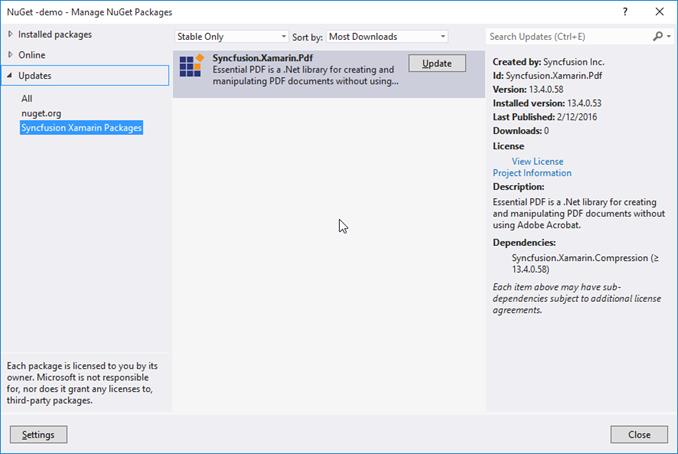 NuGet -demo - Manage NuGet Packages
?
Installed packages
Online
Updates
All
nuget.org
Syncfusion Xamarin Packages
Each package is licensed to you by its
owner. Microsoft is not responsible
for, nor does it grant any licenses to,
third-party packages.
Settings
Stable Only
Sort by: Most Downloads
Syncfusion.Xamarin.Pdf
Essential PDF is a .Net library for creating
and manipulating PDF documents without using...
Update
Search Updates (Ctrl+E)
Created by: Syncfusion Inc.
Id: Syncfusion.Xamarin.Pdf
Version: 13.4.0.58
Installed version: 13.4.0.53
Last Published: 2/12/2016
Downloads: 0
License
View License
Project Information
Description:
Essential PDF is a .Net library for creating
and manipulating PDF documents without
using Adobe Acrobat.
Dependencies:
Syncfusion.Xamarin.Compression (≥
13.4.0.58)
Each item above may have sub-
dependencies subject to additional license
agreements.
Close